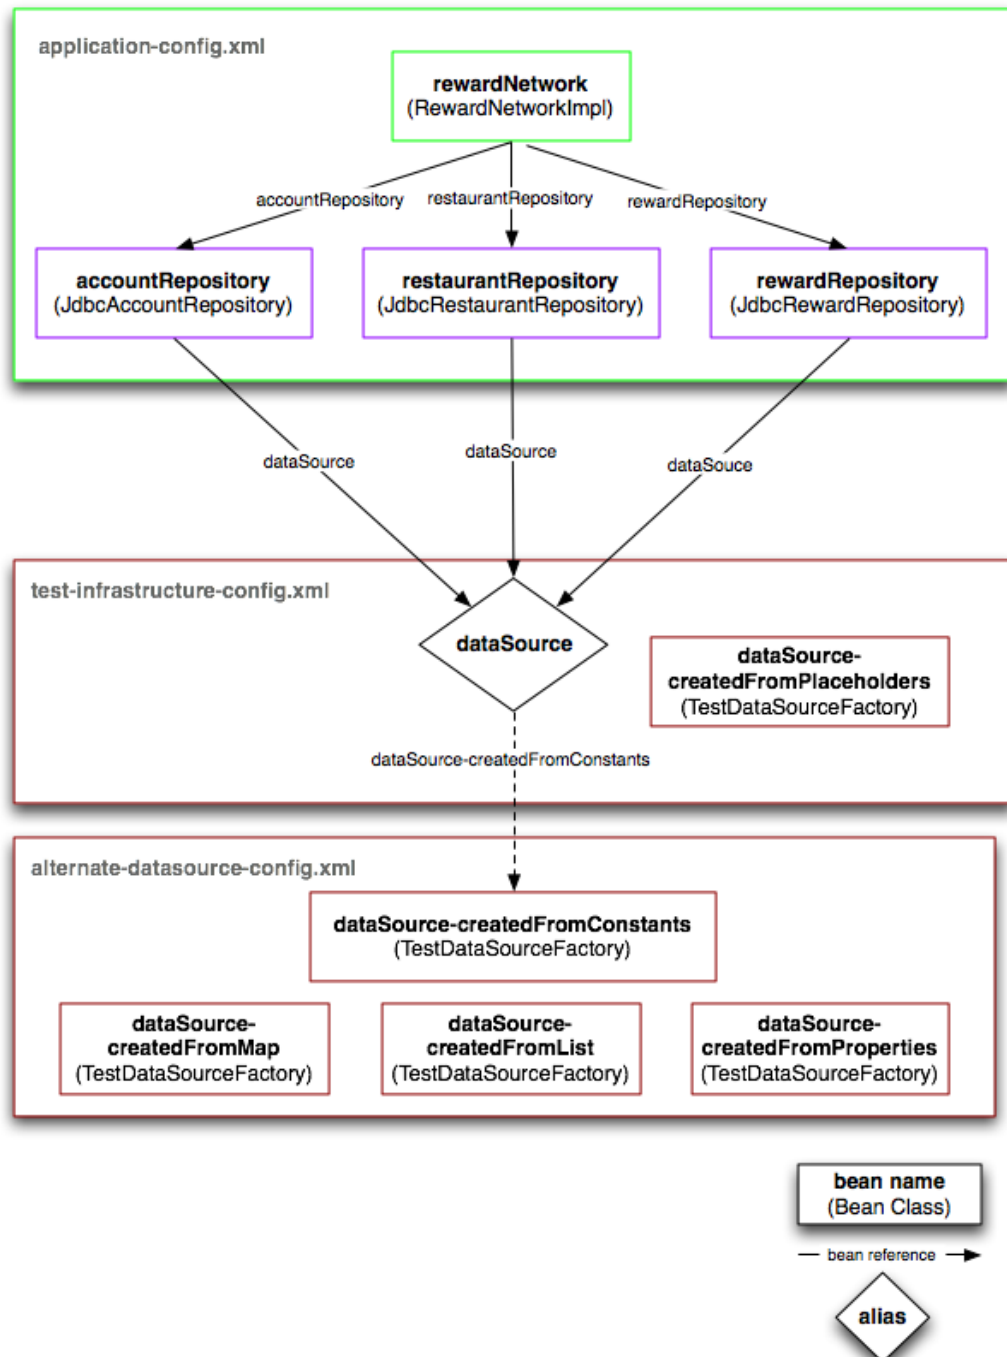 application-config.xml
rewardNetwork
(RewardNetworkImpl)
accountRepository
restaurantRepository
rewardRepository
accountRepository
(JdbcAccountRepository)
restaurantRepository
(JdbcRestaurantRepository)
rewardRepository
(JdbcRewardRepository)
dataSource
dataSource
dataSouce
test-infrastructure-config.xml
dataSource
dataSource-
createdFromPlaceholders
(TestDataSourceFactory)
dataSource-createdFromConstants
alternate-datasource-config.xml
dataSource-createdFromConstants
(TestDataSourceFactory)
dataSource-
createdFromMap
(TestDataSourceFactory)
dataSource-
createdFromList
(TestDataSourceFactory)
dataSource-
createdFromProperties
(TestDataSourceFactory)
bean name
(Bean Class)
bean reference
alias